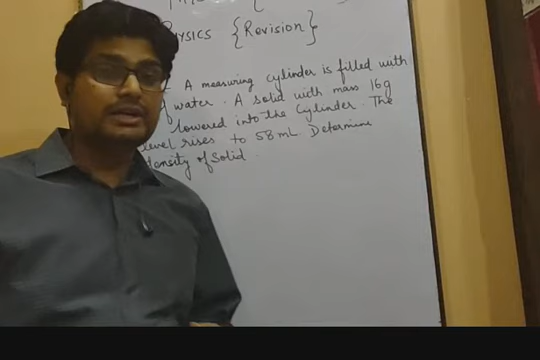 PHYSICS {Revision}
A measuring cylinder is filled with
water. A solid with mass 16g
lowered into the Cylinder. The
level rises to 58 mL. Determine
density of Solid.